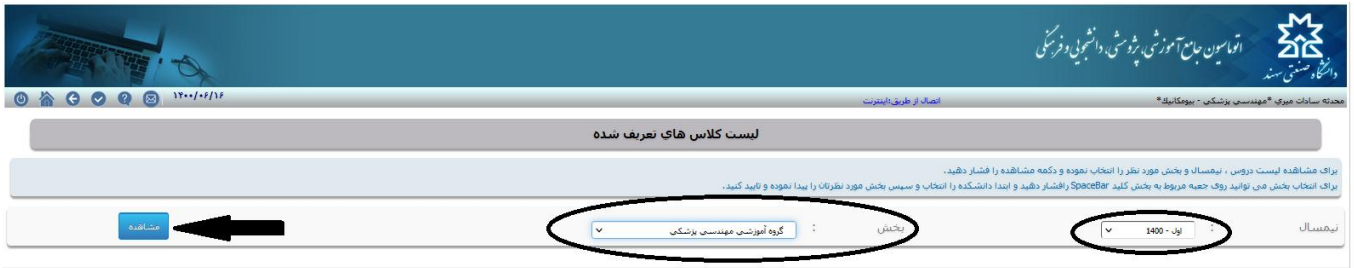 اتوماسیون جامع آموزشی، پژوهشی، دانشجویی و فرهنگی
دانشگاه صنعتی سهند
۱۴۰۰/۰۶/۱۶
محدثه سادات میری *مهندسی پزشکی - بیومکانیک*
اتصال از طریق:اینترنت
لیست کلاس های تعریف شده
برای مشاهده لیست دروس ، نیمسال و بخش مورد نظر را انتخاب نموده و دکمه مشاهده را فشار دهید.
برای انتخاب بخش می توانید روی جعبه مربوط به بخش کلید SpaceBar رافشار دهید و ابتدا دانشکده را انتخاب و سپس بخش مورد نظرتان را پیدا نموده و تایید کنید.
نیمسال : اول - 1400 بخش : گروه آموزشی مهندسی پزشکی مشاهده